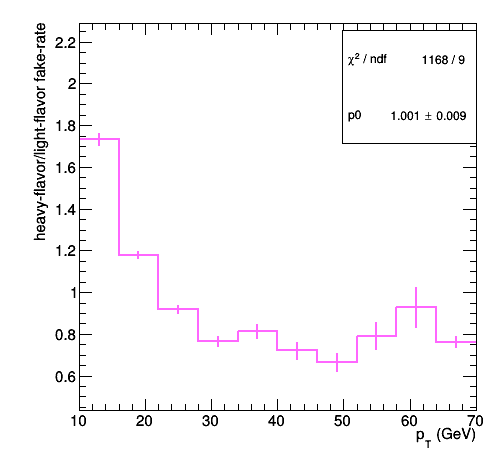 heavy-flavor/light-flavor fake-rate
χ² / ndf 1168 / 9
p0 1.001 ± 0.009
2.2
2
1.8
1.6
1.4
1.2
1
0.8
0.6
10 20 30 40 50 60 70
p_T (GeV)